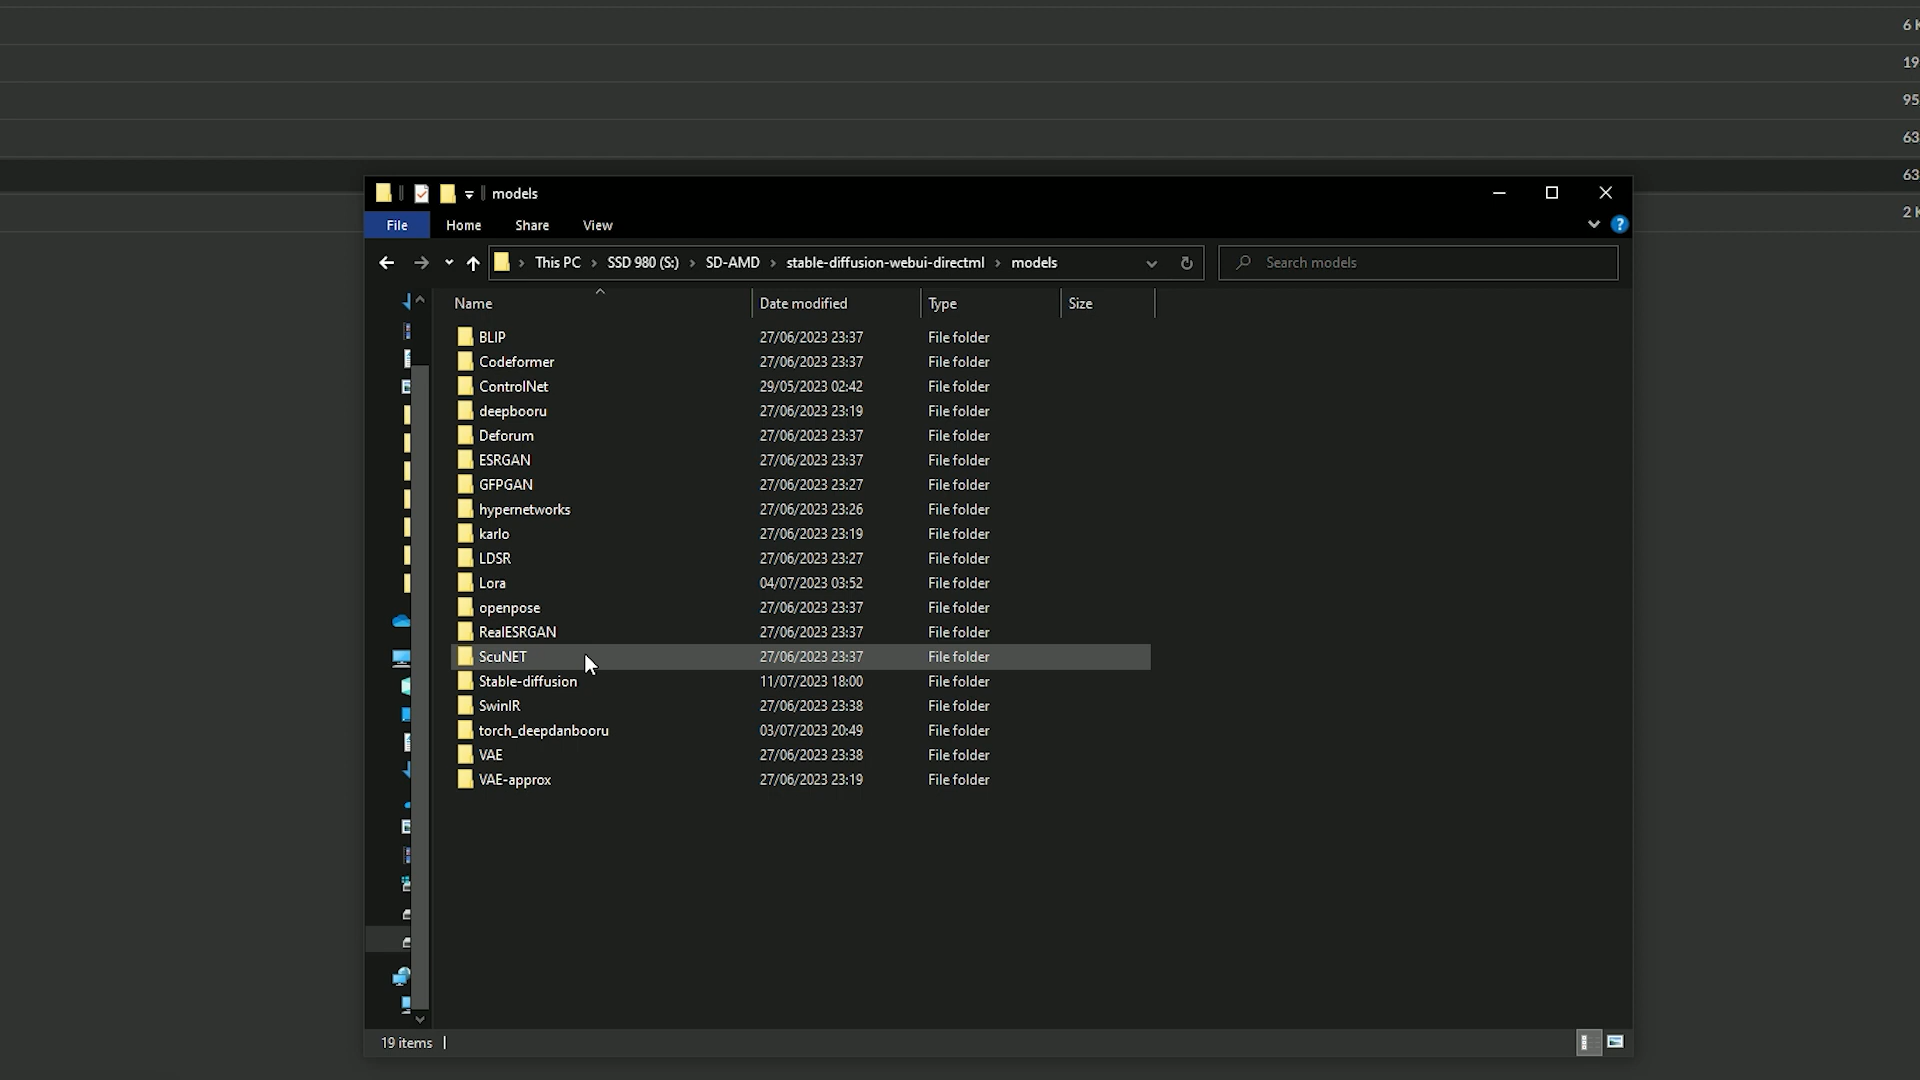 6 K
19
95
63
63
2 K
models
File Home Share View
This PC > SSD 980 (S:) > SD-AMD > stable-diffusion-webui-directml > models
Search models
Name Date modified Type Size
BLIP 27/06/2023 23:37 File folder
Codeformer 27/06/2023 23:37 File folder
ControlNet 29/05/2023 02:42 File folder
deepbooru 27/06/2023 23:19 File folder
Deforum 27/06/2023 23:37 File folder
ESRGAN 27/06/2023 23:37 File folder
GFPGAN 27/06/2023 23:27 File folder
hypernetworks 27/06/2023 23:26 File folder
karlo 27/06/2023 23:19 File folder
LDSR 27/06/2023 23:27 File folder
Lora 04/07/2023 03:52 File folder
openpose 27/06/2023 23:37 File folder
RealESRGAN 27/06/2023 23:37 File folder
ScuNET 27/06/2023 23:37 File folder
Stable-diffusion 11/07/2023 18:00 File folder
SwinIR 27/06/2023 23:38 File folder
torch_deepdanbooru 03/07/2023 20:49 File folder
VAE 27/06/2023 23:38 File folder
VAE-approx 27/06/2023 23:19 File folder
19 items